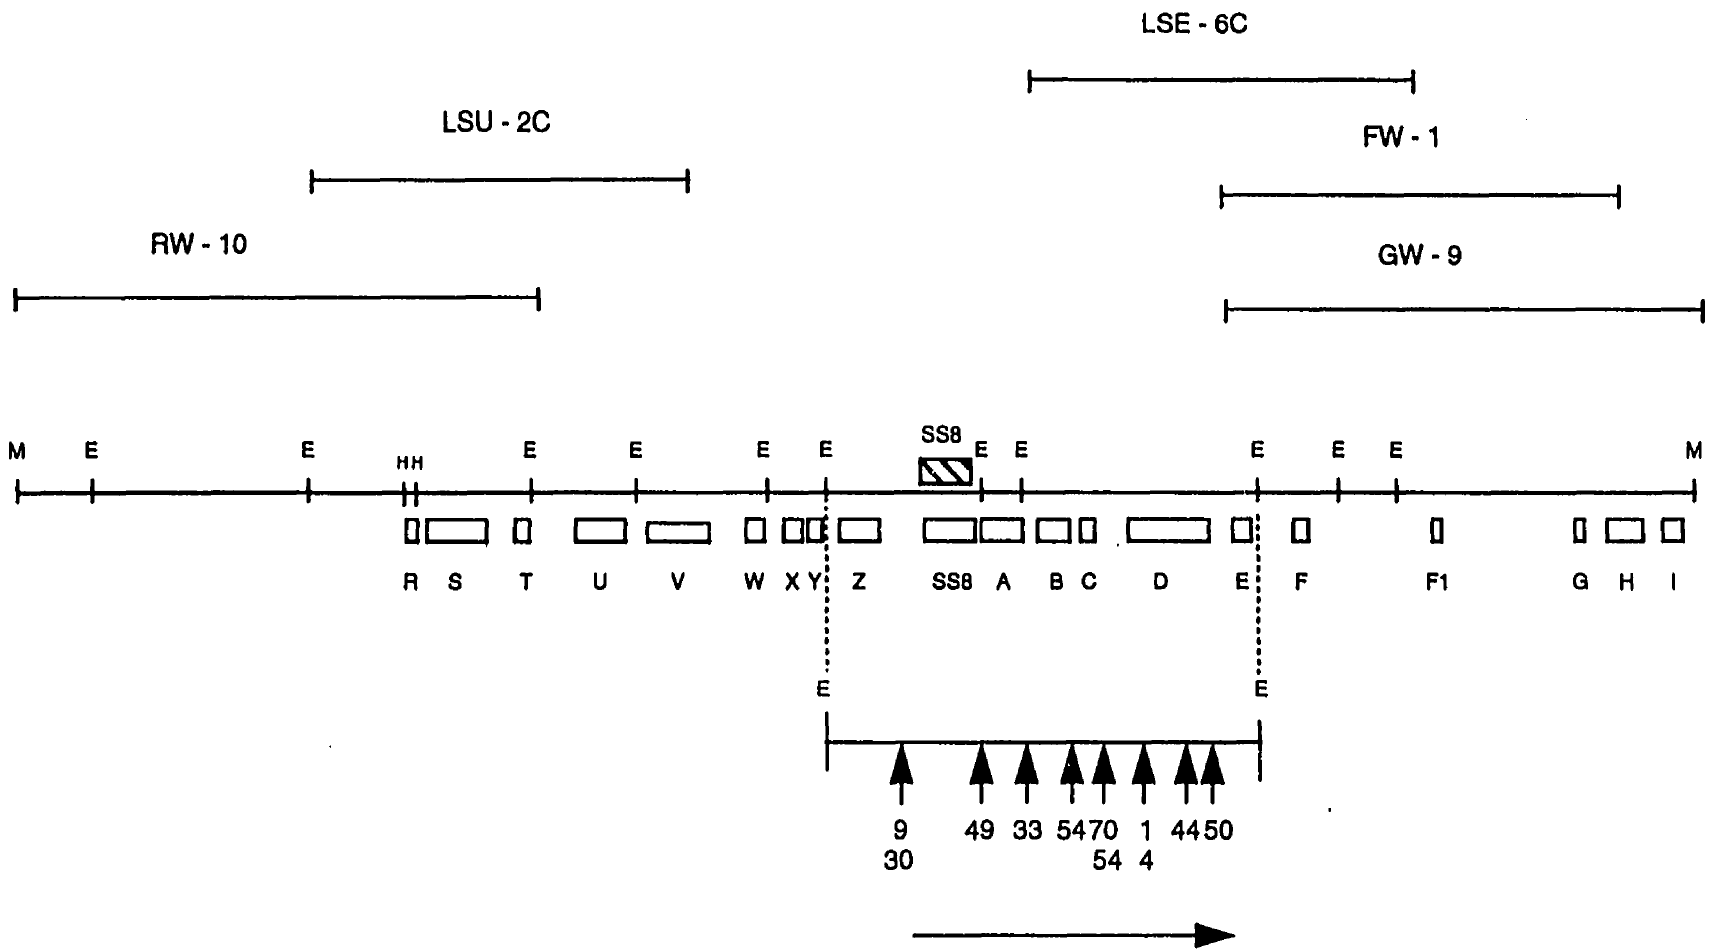 LSE - 6C
LSU - 2C
FW - 1
RW - 10
GW - 9
SS8
M E E H H E E E E E E E E E M
R S T U V W X Y Z SS8 A B C D E F F1 G H I
E E
9 49 33 54 70 1 44 50
30 54 4